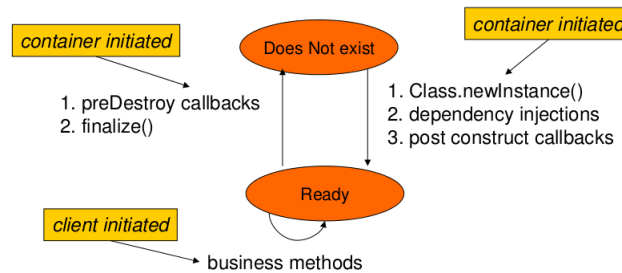 container initiated
container initiated
Does Not exist
1. preDestroy callbacks
2. finalize()
1. Class.newInstance()
2. dependency injections
3. post construct callbacks
Ready
client initiated
business methods